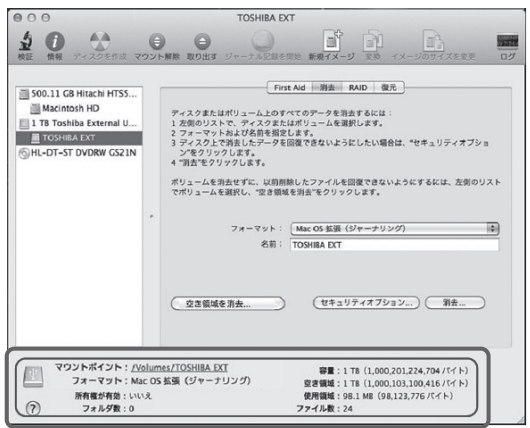 TOSHIBA EXT
検証 情報 ディスクを作成 マウント解除 取り出す ジャーナル記録を開始 新規イメージ 変換 イメージのサイズを変更 ログ
500.11 GB Hitachi HTS5...
Macintosh HD
1 TB Toshiba External U...
TOSHIBA EXT
HL-DT-ST DVDRW GS21N
First Aid 消去 RAID 復元
ディスクまたはボリューム上のすべてのデータを消去するには：
1 左側のリストで、ディスクまたはボリュームを選択します。
2 フォーマットおよび名前を指定します。
3 ディスク上で消去したデータを回復できないようにしたい場合は、"セキュリティオプショ
ン"をクリックします。
4 "消去"をクリックします。
ボリュームを消去せずに、以前削除したファイルを回復できないようにするには、左側のリスト
でボリュームを選択し、"空き領域を消去"をクリックします。
フォーマット： Mac OS 拡張（ジャーナリング）
名前： TOSHIBA EXT
空き領域を消去... セキュリティオプション... 消去...
マウントポイント：/Volumes/TOSHIBA EXT
フォーマット：Mac OS 拡張（ジャーナリング）
所有権が有効：いいえ
フォルダ数：0
容量：1 TB（1,000,201,224,704 バイト）
空き領域：1 TB（1,000,103,100,416 バイト）
使用領域：98.1 MB（98,123,776 バイト）
ファイル数：24